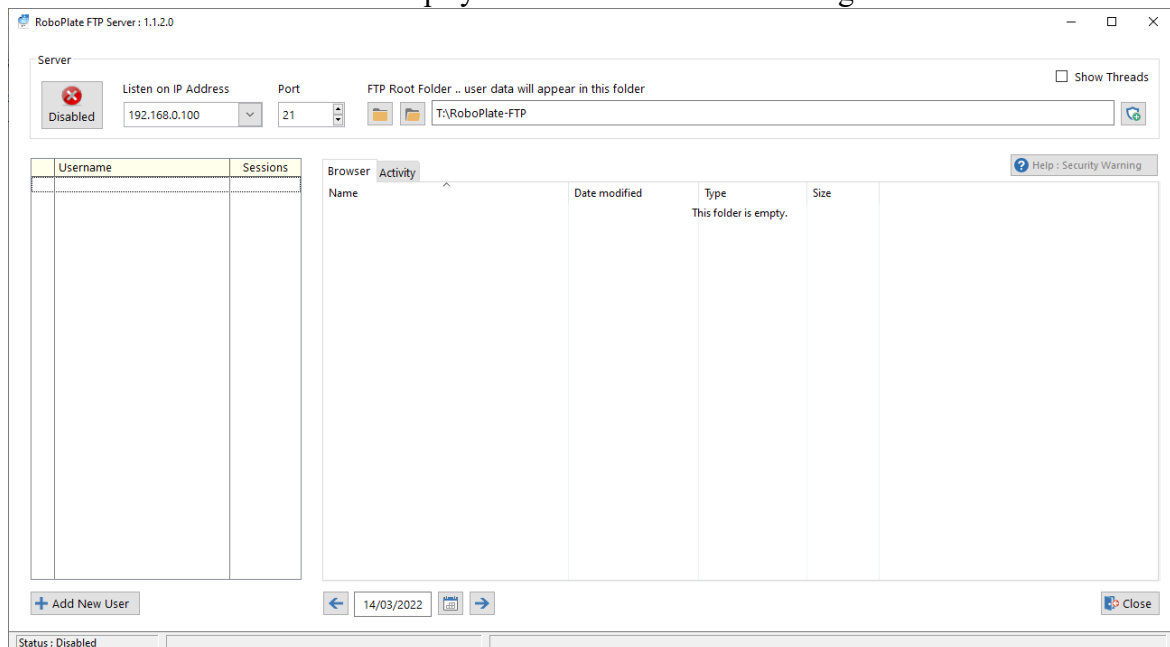 RoboPlate FTP Server : 1.1.2.0
Server
Show Threads
Disabled
Listen on IP Address
Port
FTP Root Folder .. user data will appear in this folder
192.168.0.100
21
T:\RoboPlate-FTP
Username
Sessions
Browser
Activity
Help : Security Warning
Name
Date modified
Type
Size
This folder is empty.
Add New User
14/03/2022
Close
Status : Disabled